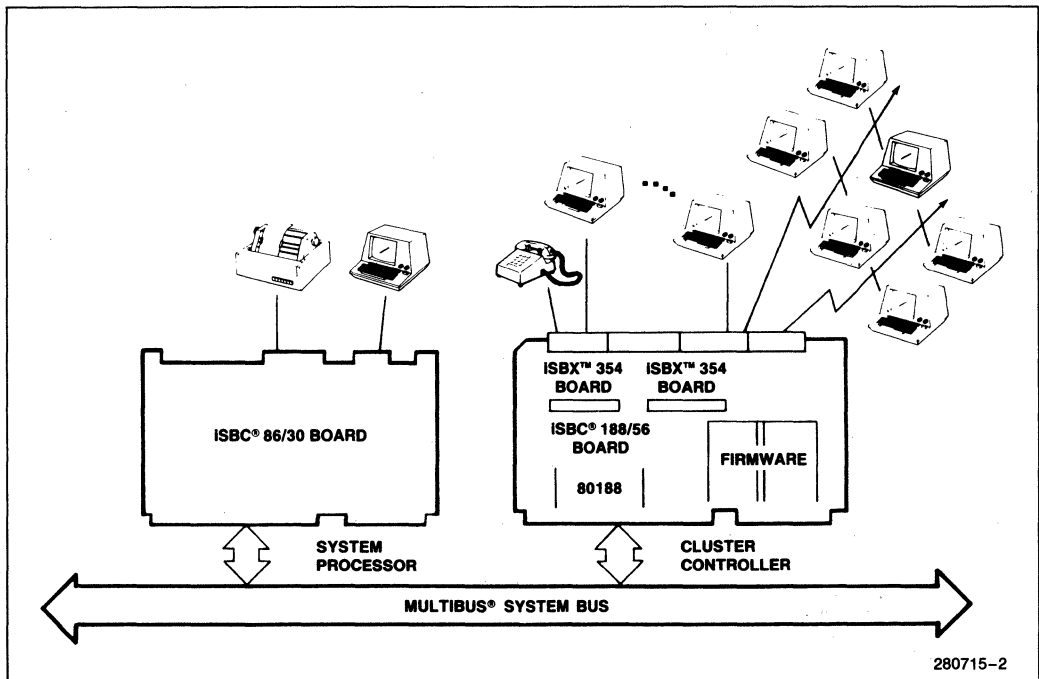 iSBX™ 354
BOARD
iSBX™ 354
BOARD
iSBC® 86/30 BOARD
iSBC® 188/56
BOARD
80188
FIRMWARE
SYSTEM
PROCESSOR
CLUSTER
CONTROLLER
MULTIBUS® SYSTEM BUS
280715–2